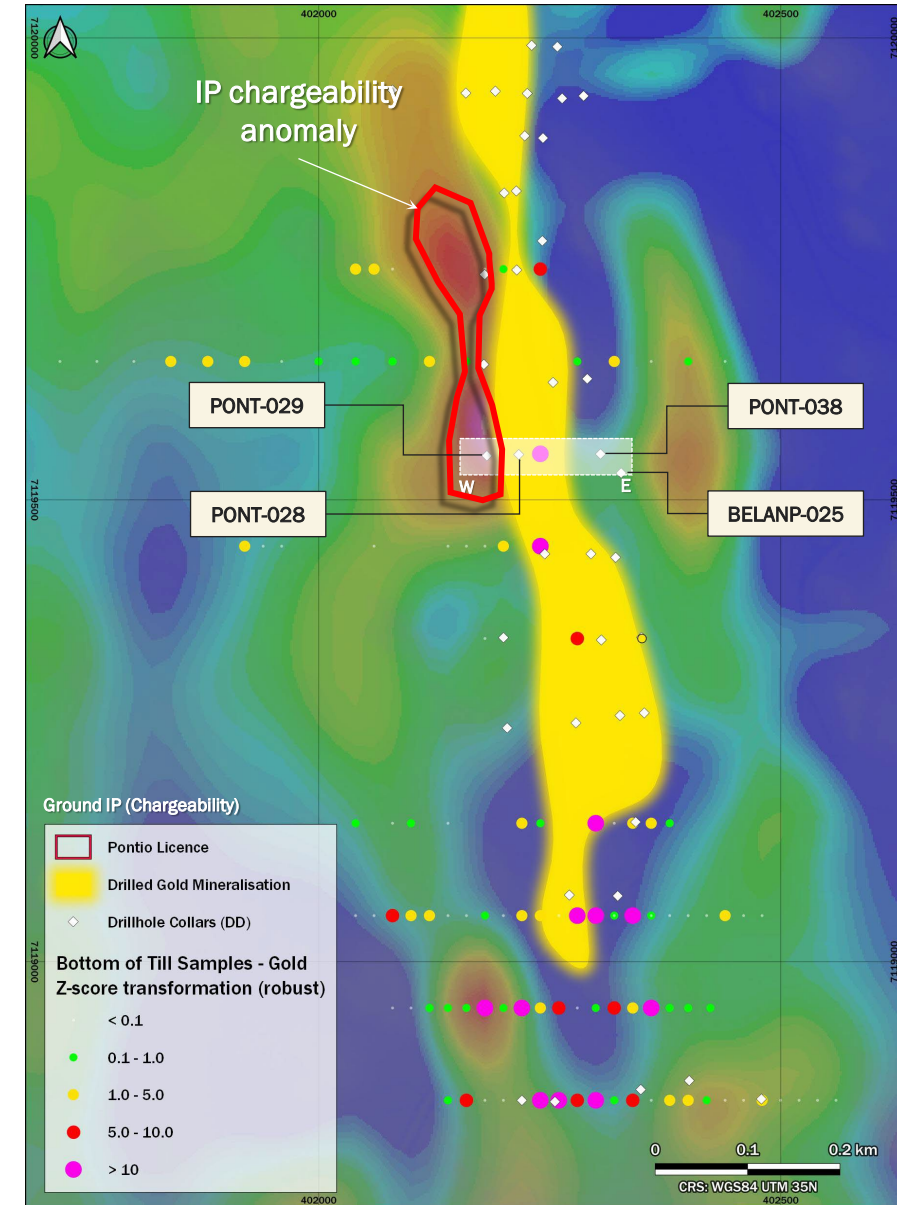 402000
402500
7120000
7120000
IP chargeability
anomaly
PONT-029
PONT-038
W
E
7119500
7119500
PONT-028
BELANP-025
Ground IP (Chargeability)
Pontio Licence
Drilled Gold Mineralisation
Drillhole Collars (DD)
Bottom of Till Samples - Gold
Z-score transformation (robust)
< 0.1
0.1 - 1.0
1.0 - 5.0
5.0 - 10.0
> 10
7119000
7119000
0 0.1 0.2 km
CRS: WGS84 UTM 35N
402000
402500